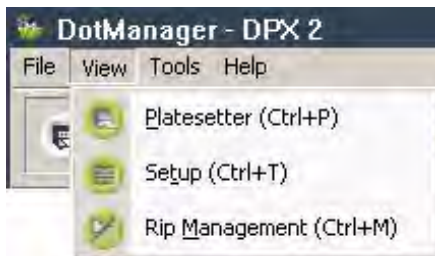 DotManager - DPX 2
File View Tools Help
Platesetter (Ctrl+P)
Setup (Ctrl+T)
Rip Management (Ctrl+M)